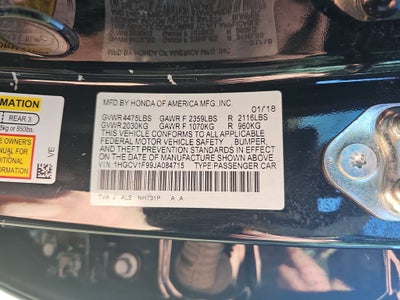 MFD BY HONDA OF AMERICA MFG.,INC. 01/18
GVWR 4475LBS GAWR F 2359LBS R 2116LBS
GVWR 2030KG GAWR F 1070KG R 960KG
THIS VEHICLE CONFORMS TO ALL APPLICABLE
FEDERAL MOTOR VEHICLE SAFETY , BUMPER,
AND THEFT PREVENTION STANDARDS IN EFFECT
ON THE DATE OF MANUFACTURE SHOWN ABOVE.
VIN: 1HGCV1F99JA084715 TYPE:PASSENGER CAR
TVA J AL5 NH731P A A
REAR 3
VE